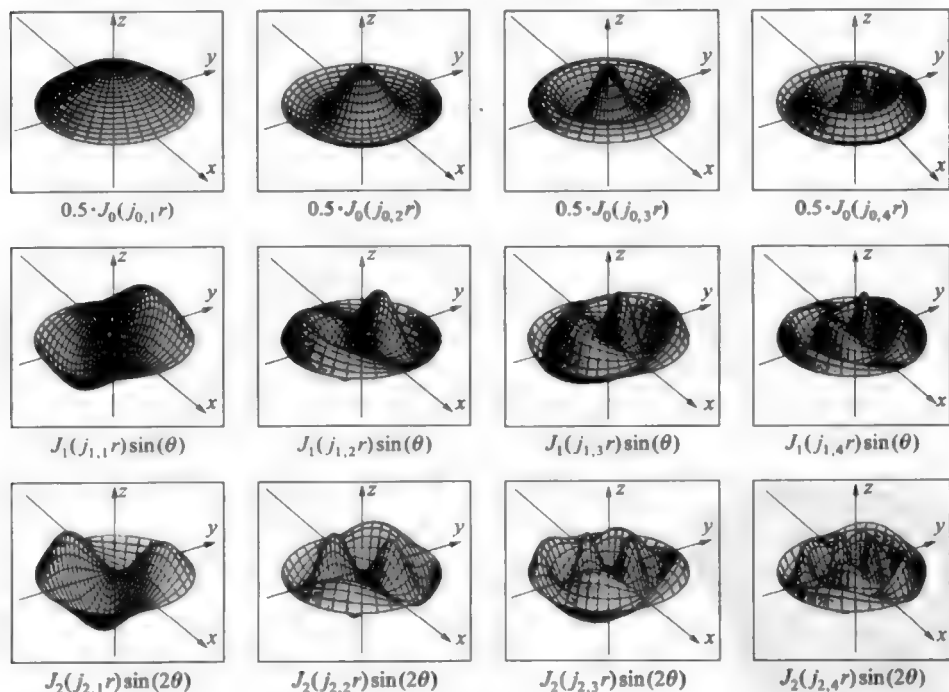 z y x z y x z y x z y x
0.5·J₀(j₀,₁r) 0.5·J₀(j₀,₂r) 0.5·J₀(j₀,₃r) 0.5·J₀(j₀,₄r)
z y x z y x z y x z y x
J₁(j₁,₁r)sin(θ) J₁(j₁,₂r)sin(θ) J₁(j₁,₃r)sin(θ) J₁(j₁,₄r)sin(θ)
z y x z y x z y x z y x
J₂(j₂,₁r)sin(2θ) J₂(j₂,₂r)sin(2θ) J₂(j₂,₃r)sin(2θ) J₂(j₂,₄r)sin(2θ)